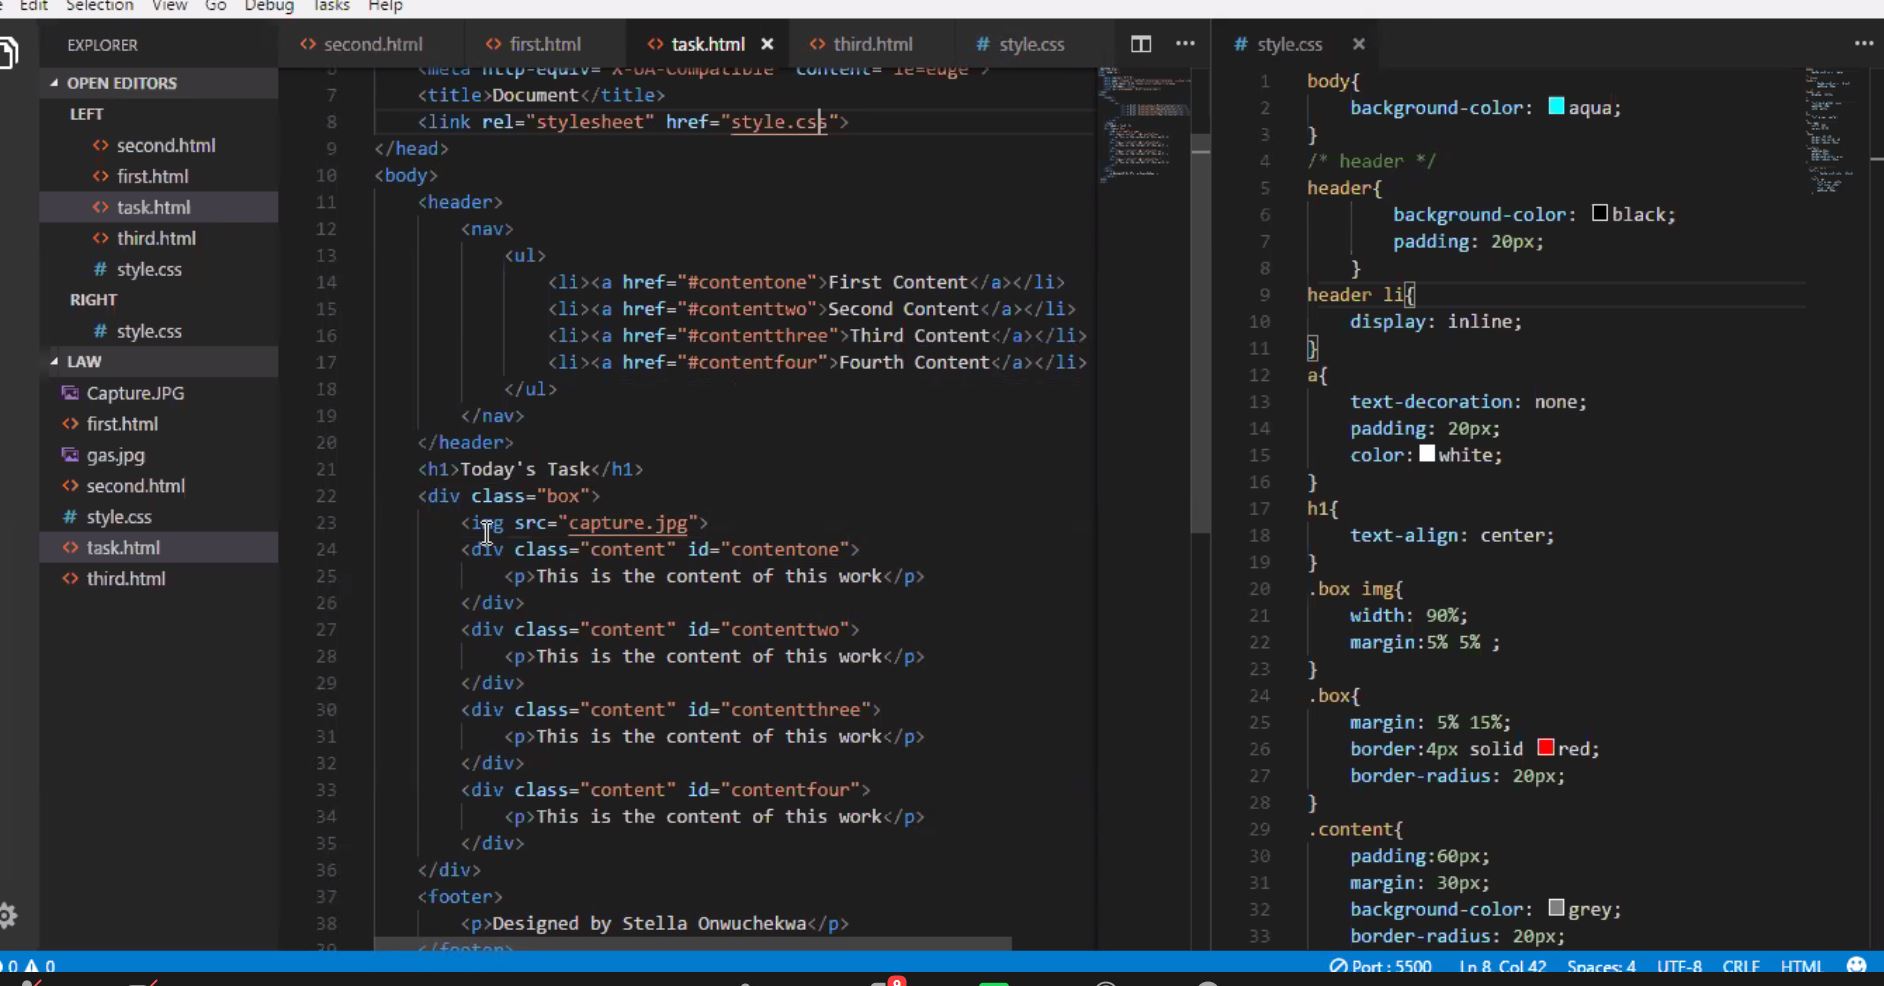 Edit Selection View Go Debug Tasks Help
EXPLORER
OPEN EDITORS
LEFT
second.html
first.html
task.html
third.html
style.css
RIGHT
style.css
LAW
Capture.JPG
first.html
gas.jpg
second.html
style.css
task.html
third.html
second.html first.html task.html × third.html style.css
<meta http-equiv="X-UA-Compatible" content="ie=edge">
7 <title>Document</title>
8 <link rel="stylesheet" href="style.css">
9 </head>
10 <body>
11 <header>
12 <nav>
13 <ul>
14 <li><a href="#contentone">First Content</a></li>
15 <li><a href="#contenttwo">Second Content</a></li>
16 <li><a href="#contentthree">Third Content</a></li>
17 <li><a href="#contentfour">Fourth Content</a></li>
18 </ul>
19 </nav>
20 </header>
21 <h1>Today's Task</h1>
22 <div class="box">
23 <img src="capture.jpg">
24 <div class="content" id="contentone">
25 <p>This is the content of this work</p>
26 </div>
27 <div class="content" id="contenttwo">
28 <p>This is the content of this work</p>
29 </div>
30 <div class="content" id="contentthree">
31 <p>This is the content of this work</p>
32 </div>
33 <div class="content" id="contentfour">
34 <p>This is the content of this work</p>
35 </div>
36 </div>
37 <footer>
38 <p>Designed by Stella Onwuchekwa</p>
39 </footer>
style.css ×
1 body{
2 background-color: aqua;
3 }
4 /* header */
5 header{
6 background-color: black;
7 padding: 20px;
8 }
9 header li{
10 display: inline;
11 }
12 a{
13 text-decoration: none;
14 padding: 20px;
15 color: white;
16 }
17 h1{
18 text-align: center;
19 }
20 .box img{
21 width: 90%;
22 margin:5% 5% ;
23 }
24 .box{
25 margin: 5% 15%;
26 border:4px solid red;
27 border-radius: 20px;
28 }
29 .content{
30 padding:60px;
31 margin: 30px;
32 background-color: grey;
33 border-radius: 20px;
0 0 Port : 5500 Ln 8, Col 42 Spaces: 4 UTF-8 CRLF HTML